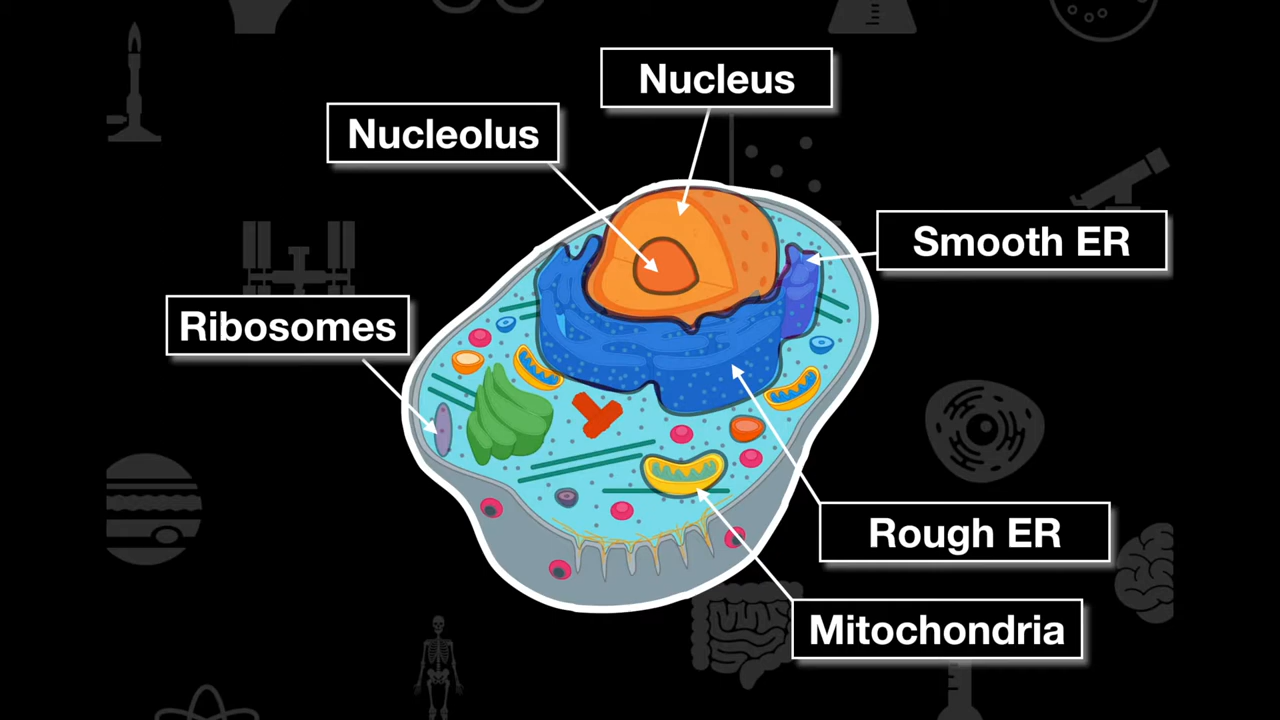 Nucleus
Nucleolus
Smooth ER
Ribosomes
Rough ER
Mitochondria